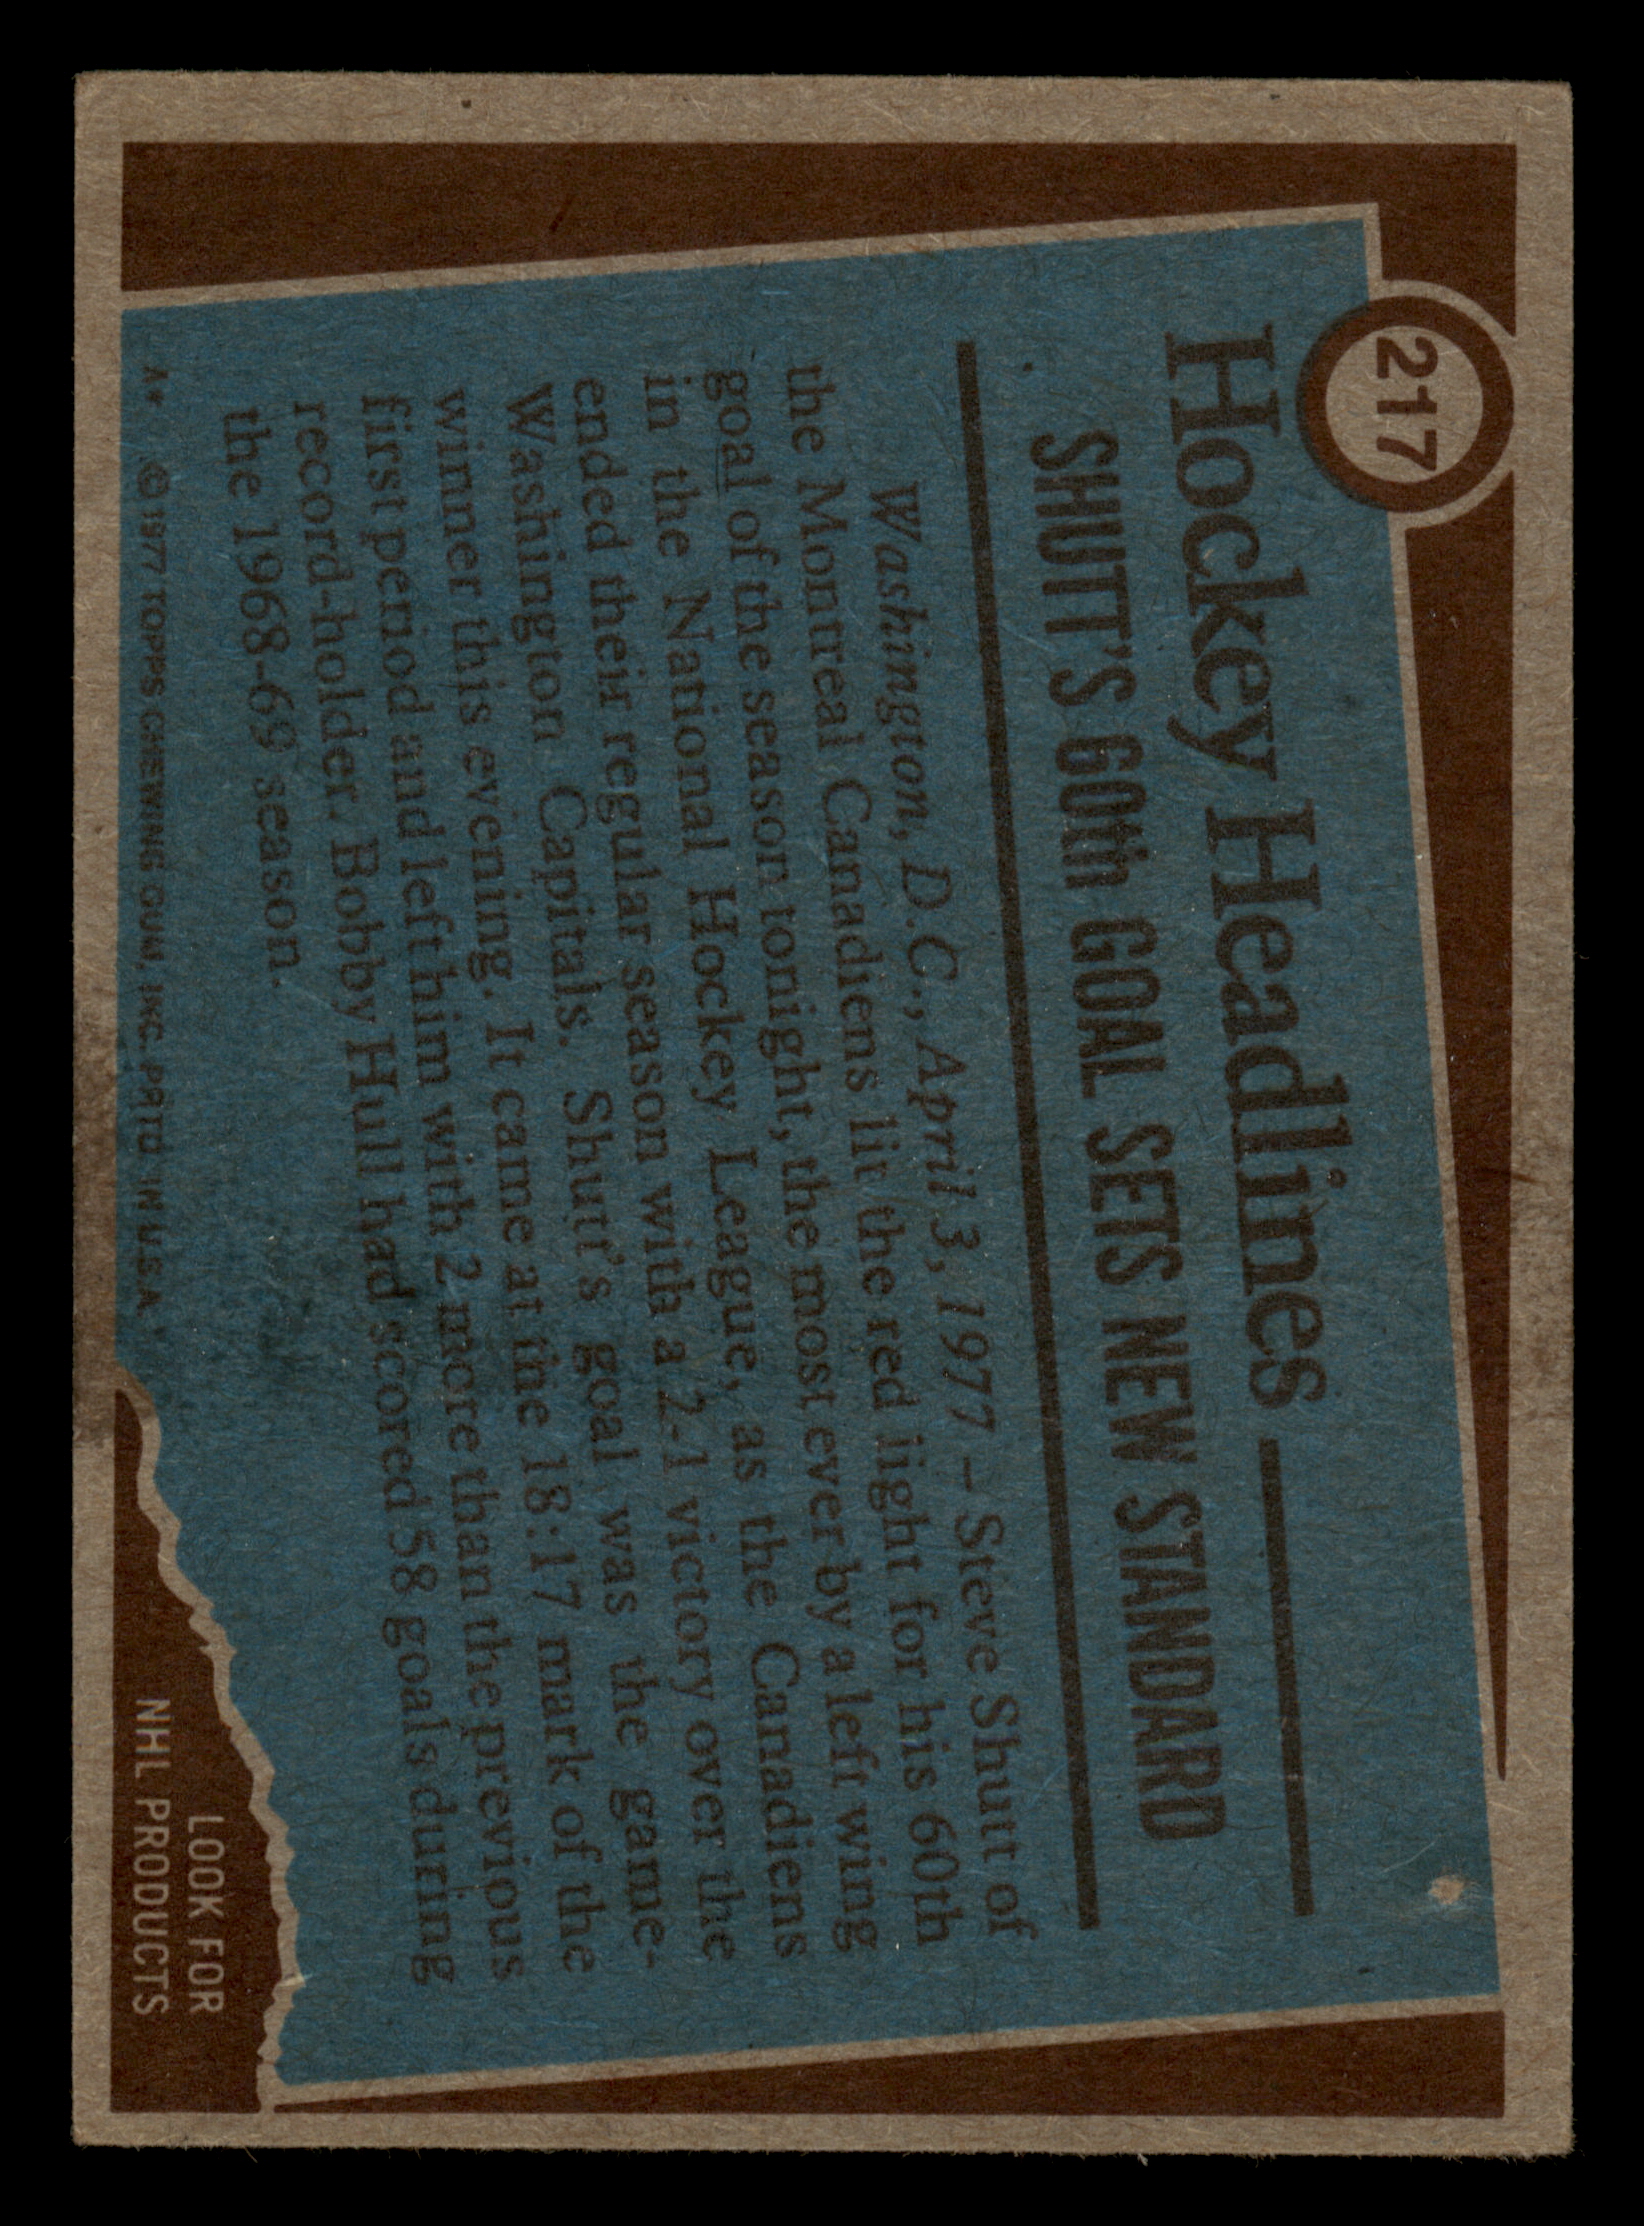 217
Hockey Headlines
SHUTT'S 60th GOAL SETS NEW STANDARD
Washington, D.C., April 3, 1977 – Steve Shutt of
the Montreal Canadiens lit the red light for his 60th
goal of the season tonight, the most ever by a left wing
in the National Hockey League, as the Canadiens
ended their regular season with a 2-1 victory over the
Washington Capitals. Shutt's goal was the game-
winner this evening. It came at the 18:17 mark of the
first period and left him with 2 more than the previous
record-holder. Bobby Hull had scored 58 goals during
the 1968-69 season.
A* © 1977 TOPPS CHEWING GUM, INC. PRTD. IN U.S.A.
LOOK FOR
NHL PRODUCTS